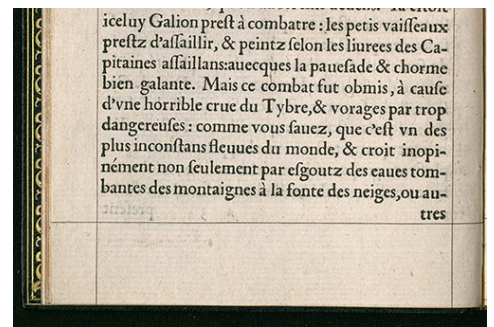 iceluy Galion prest à combatre : les petis vaisseaux
prestz d'assaillir, & peintz selon les liurees des Ca-
pitaines assaillans:auecques la pauesade & chorme
bien galante. Mais ce combat fut obmis, à cause
d'vne horrible crue du Tybre,& vorages par trop
dangereuses : comme vous sauez, que c'est vn des
plus inconstans fleuues du monde, & croit inopi-
nément non seulement par esgoutz des eaues tom-
bantes des montaignes à la fonte des neiges,ou au-
tres